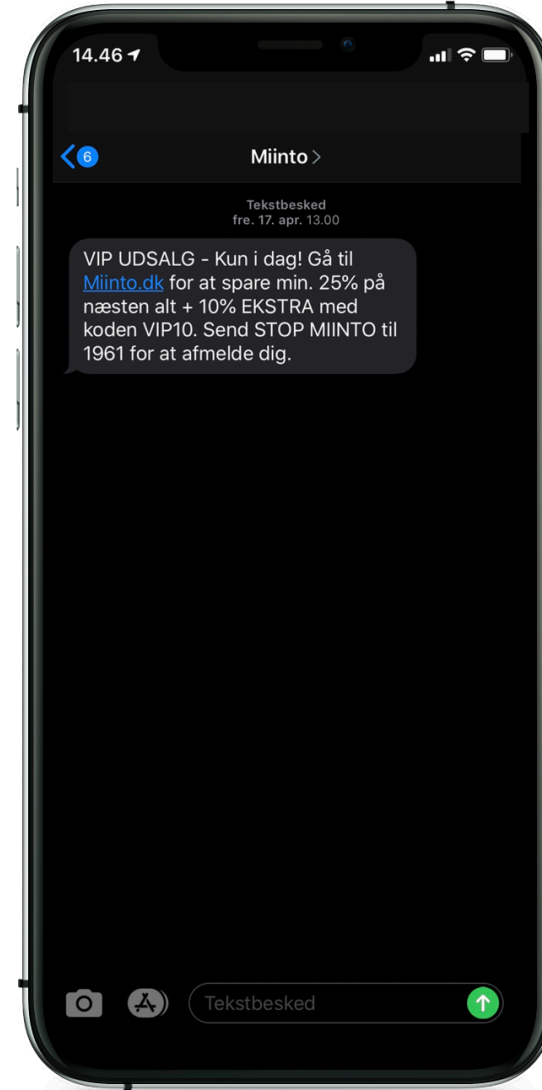 14.46
6
Miinto
Tekstbesked
fre. 17. apr. 13.00
VIP UDSALG - Kun i dag! Gå til
Miinto.dk for at spare min. 25% på
næsten alt + 10% EKSTRA med
koden VIP10. Send STOP MIINTO til
1961 for at afmelde dig.
Tekstbesked